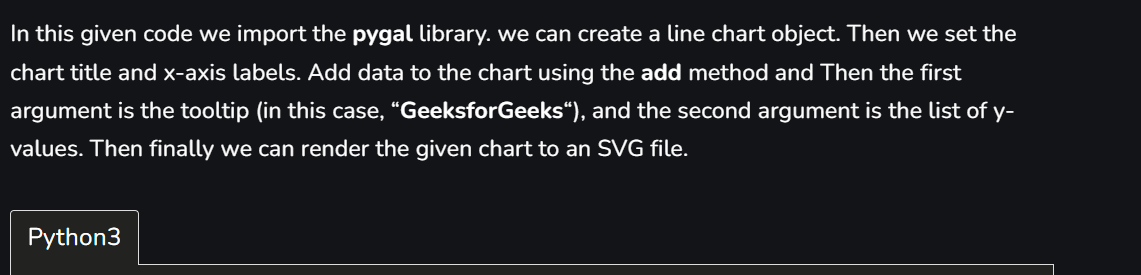 In this given code we import the pygal library. we can create a line chart object. Then we set the
chart title and x-axis labels. Add data to the chart using the add method and Then the first
argument is the tooltip (in this case, “GeeksforGeeks“), and the second argument is the list of y-
values. Then finally we can render the given chart to an SVG file.
Python3